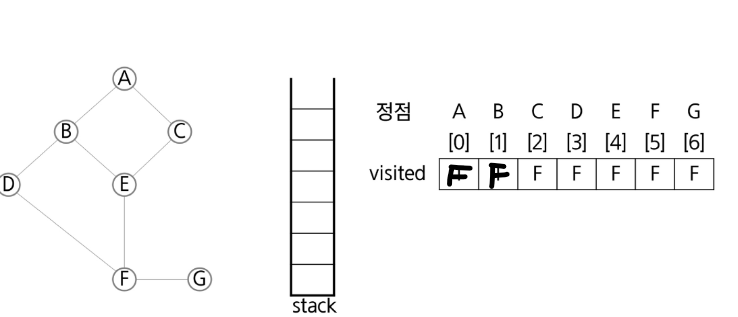 A
B
C
D
E
F
G
stack
정점 A B C D E F G
[0] [1] [2] [3] [4] [5] [6]
visited F F F F F F F